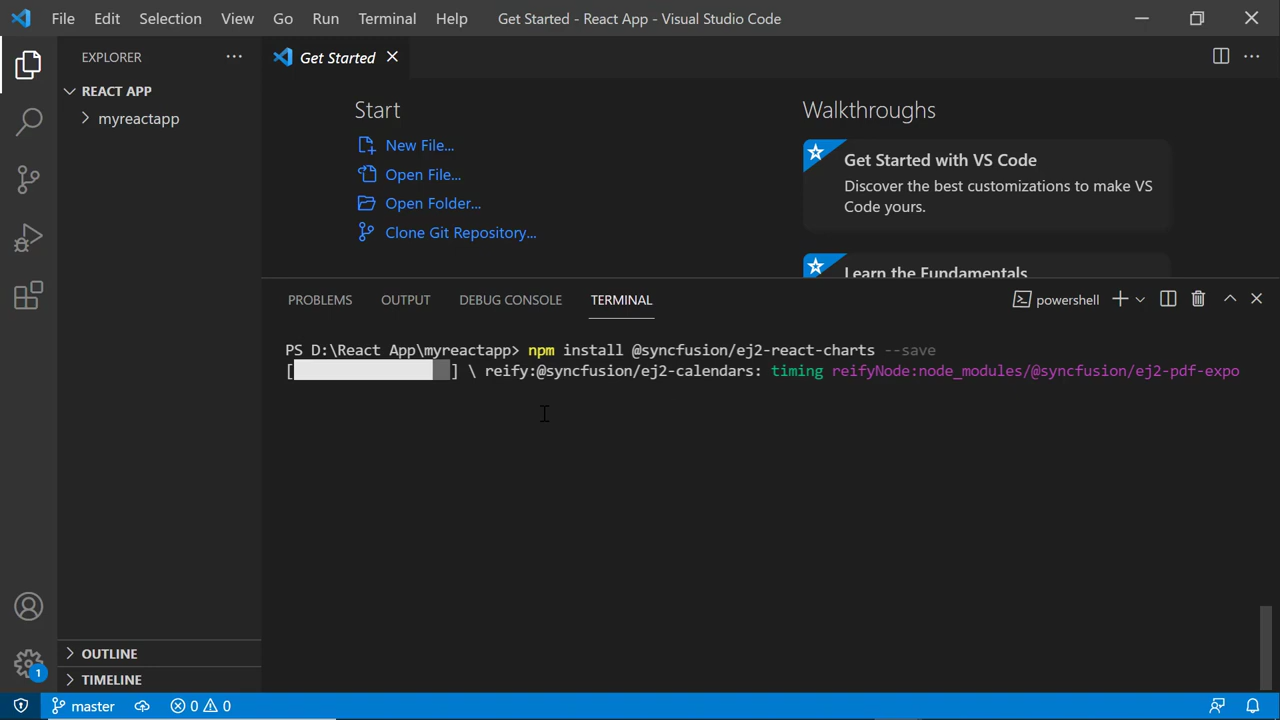 File Edit Selection View Go Run Terminal Help Get Started - React App - Visual Studio Code
EXPLORER
REACT APP
myreactapp
OUTLINE
TIMELINE
Get Started
Start
New File...
Open File...
Open Folder...
Clone Git Repository...
Walkthroughs
Get Started with VS Code
Discover the best customizations to make VS
Code yours.
Learn the Fundamentals
PROBLEMS OUTPUT DEBUG CONSOLE TERMINAL powershell
PS D:\React App\myreactapp> npm install @syncfusion/ej2-react-charts --save
[ ] \ reify:@syncfusion/ej2-calendars: timing reifyNode:node_modules/@syncfusion/ej2-pdf-expo
1
master 0 0